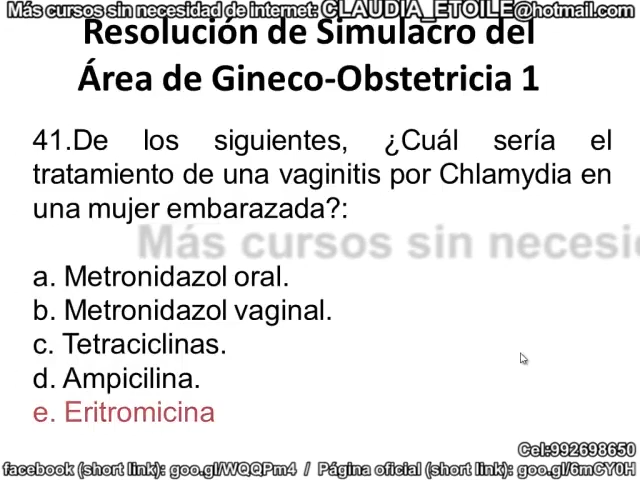 Más cursos sin necesidad de internet: CLAUDIA_ETOILE@hotmail.com
Resolución de Simulacro del
Área de Gineco-Obstetricia 1
41.De los siguientes, ¿Cuál sería el
tratamiento de una vaginitis por Chlamydia en
una mujer embarazada?:
Más cursos sin necesi
a. Metronidazol oral.
b. Metronidazol vaginal.
c. Tetraciclinas.
d. Ampicilina.
e. Eritromicina
Cel:992698650
facebook (short link): goo.gl/WQQPm4 / Página oficial (short link): goo.gl/6mCY0H